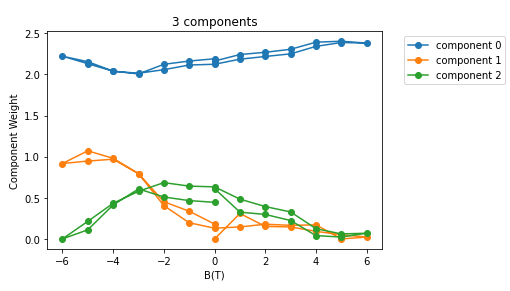 3 components
2.5
2.0
1.5
1.0
0.5
0.0
Component Weight
−6
−4
−2
0
2
4
6
B(T)
component 0
component 1
component 2